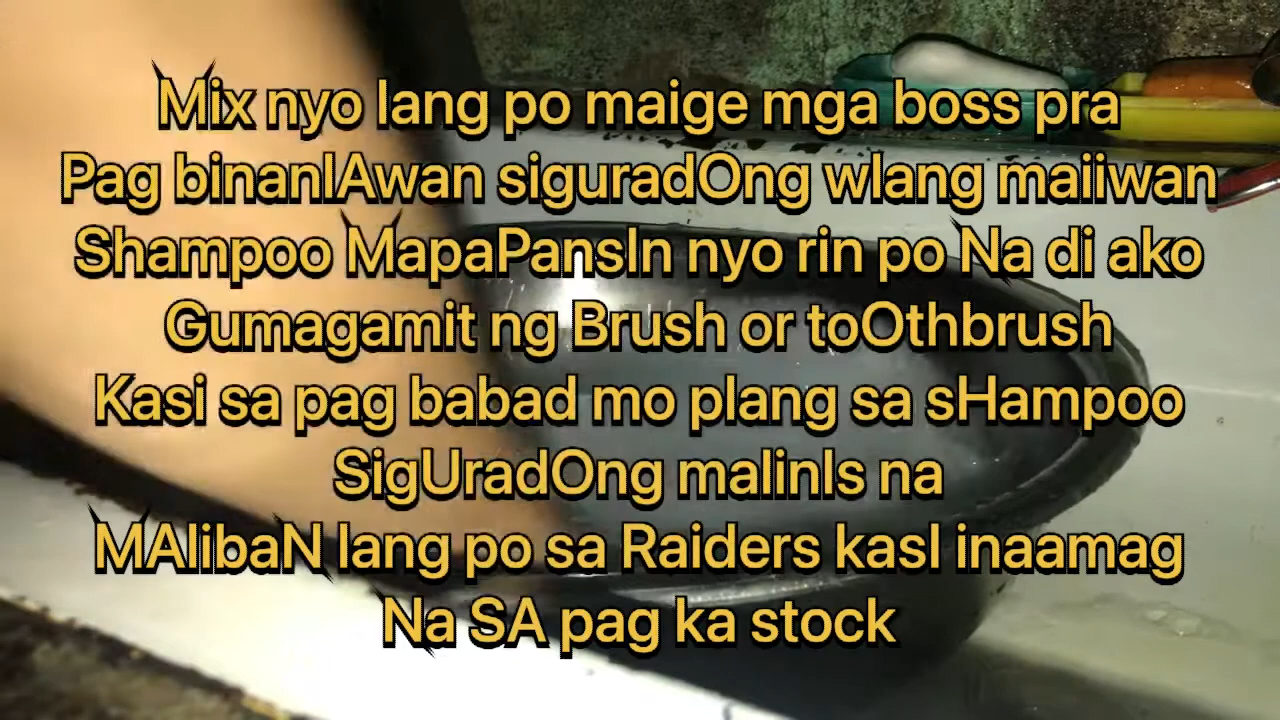 Mix nyo lang po maige mga boss pra
Pag binanlAwan siguradOng wlang maiiwan
Shampoo MapaPansIn nyo rin po Na di ako
Gumagamit ng Brush or toOthbrush
Kasi sa pag babad mo plang sa sHampoo
SigUradOng malinIs na
MAlibaN lang po sa Raiders kasI inaamag
Na SA pag ka stock